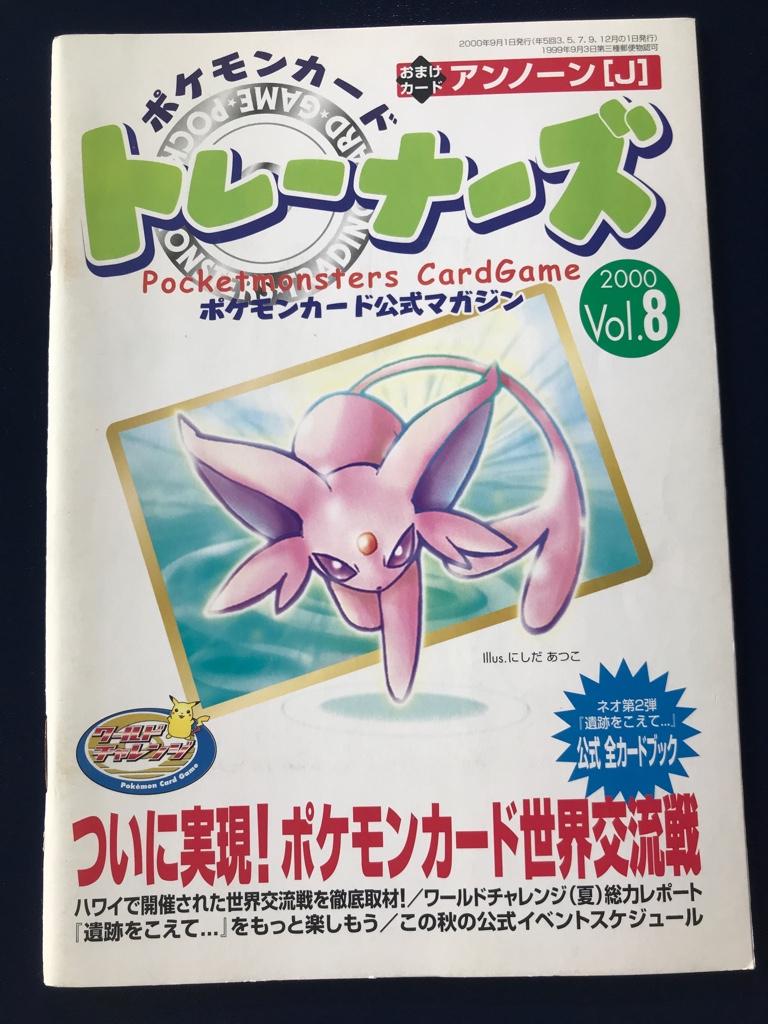 2000年9月1日発行(年5回3、5、7、9、12月の1日発行)
1999年9月3日第三種郵便物認可
おまけカード アンノーン[J]
ポケモンカード
トレーナーズ
Pocketmonsters CardGame
ポケモンカード公式マガジン
2000
Vol.8
Illus.にしだ あつこ
ネオ第2弾
『遺跡をこえて…』
公式 全カードブック
ワールド
チャレンジ
Pokémon Card Game
ついに実現!ポケモンカード世界交流戦
ハワイで開催された世界交流戦を徹底取材!/ワールドチャレンジ(夏)総力レポート
『遺跡をこえて…』をもっと楽しもう/この秋の公式イベントスケジュール